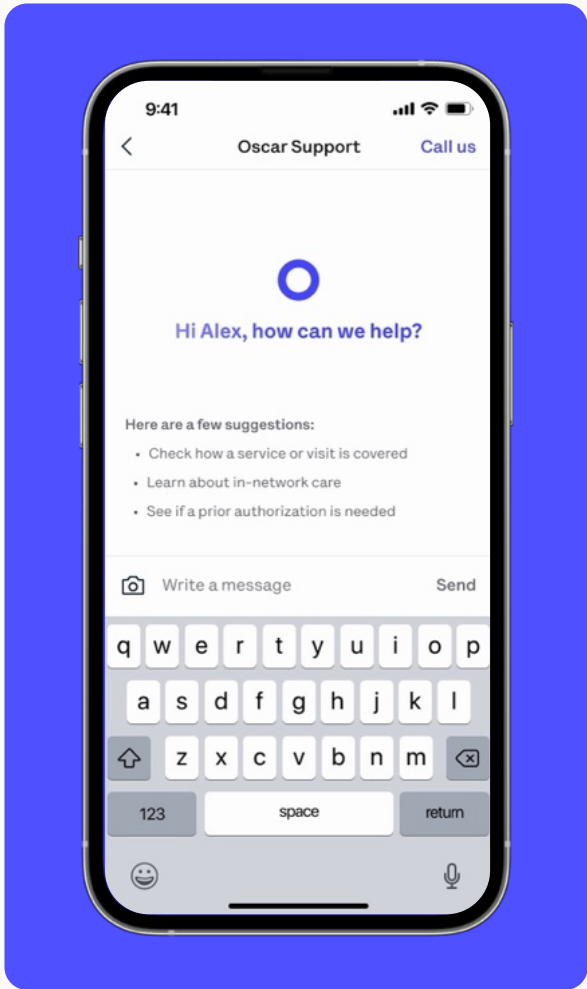 9:41
Oscar Support
Call us
Hi Alex, how can we help?
Here are a few suggestions:
• Check how a service or visit is covered
• Learn about in-network care
• See if a prior authorization is needed
Write a message
Send
q w e r t y u i o p
a s d f g h j k l
z x c v b n m
123 space return